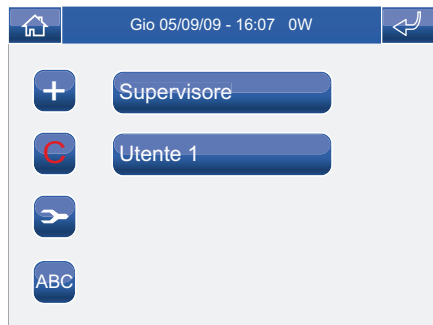 Gio 05/09/09 - 16:07 0W
+
Supervisore
C
Utente 1
ABC